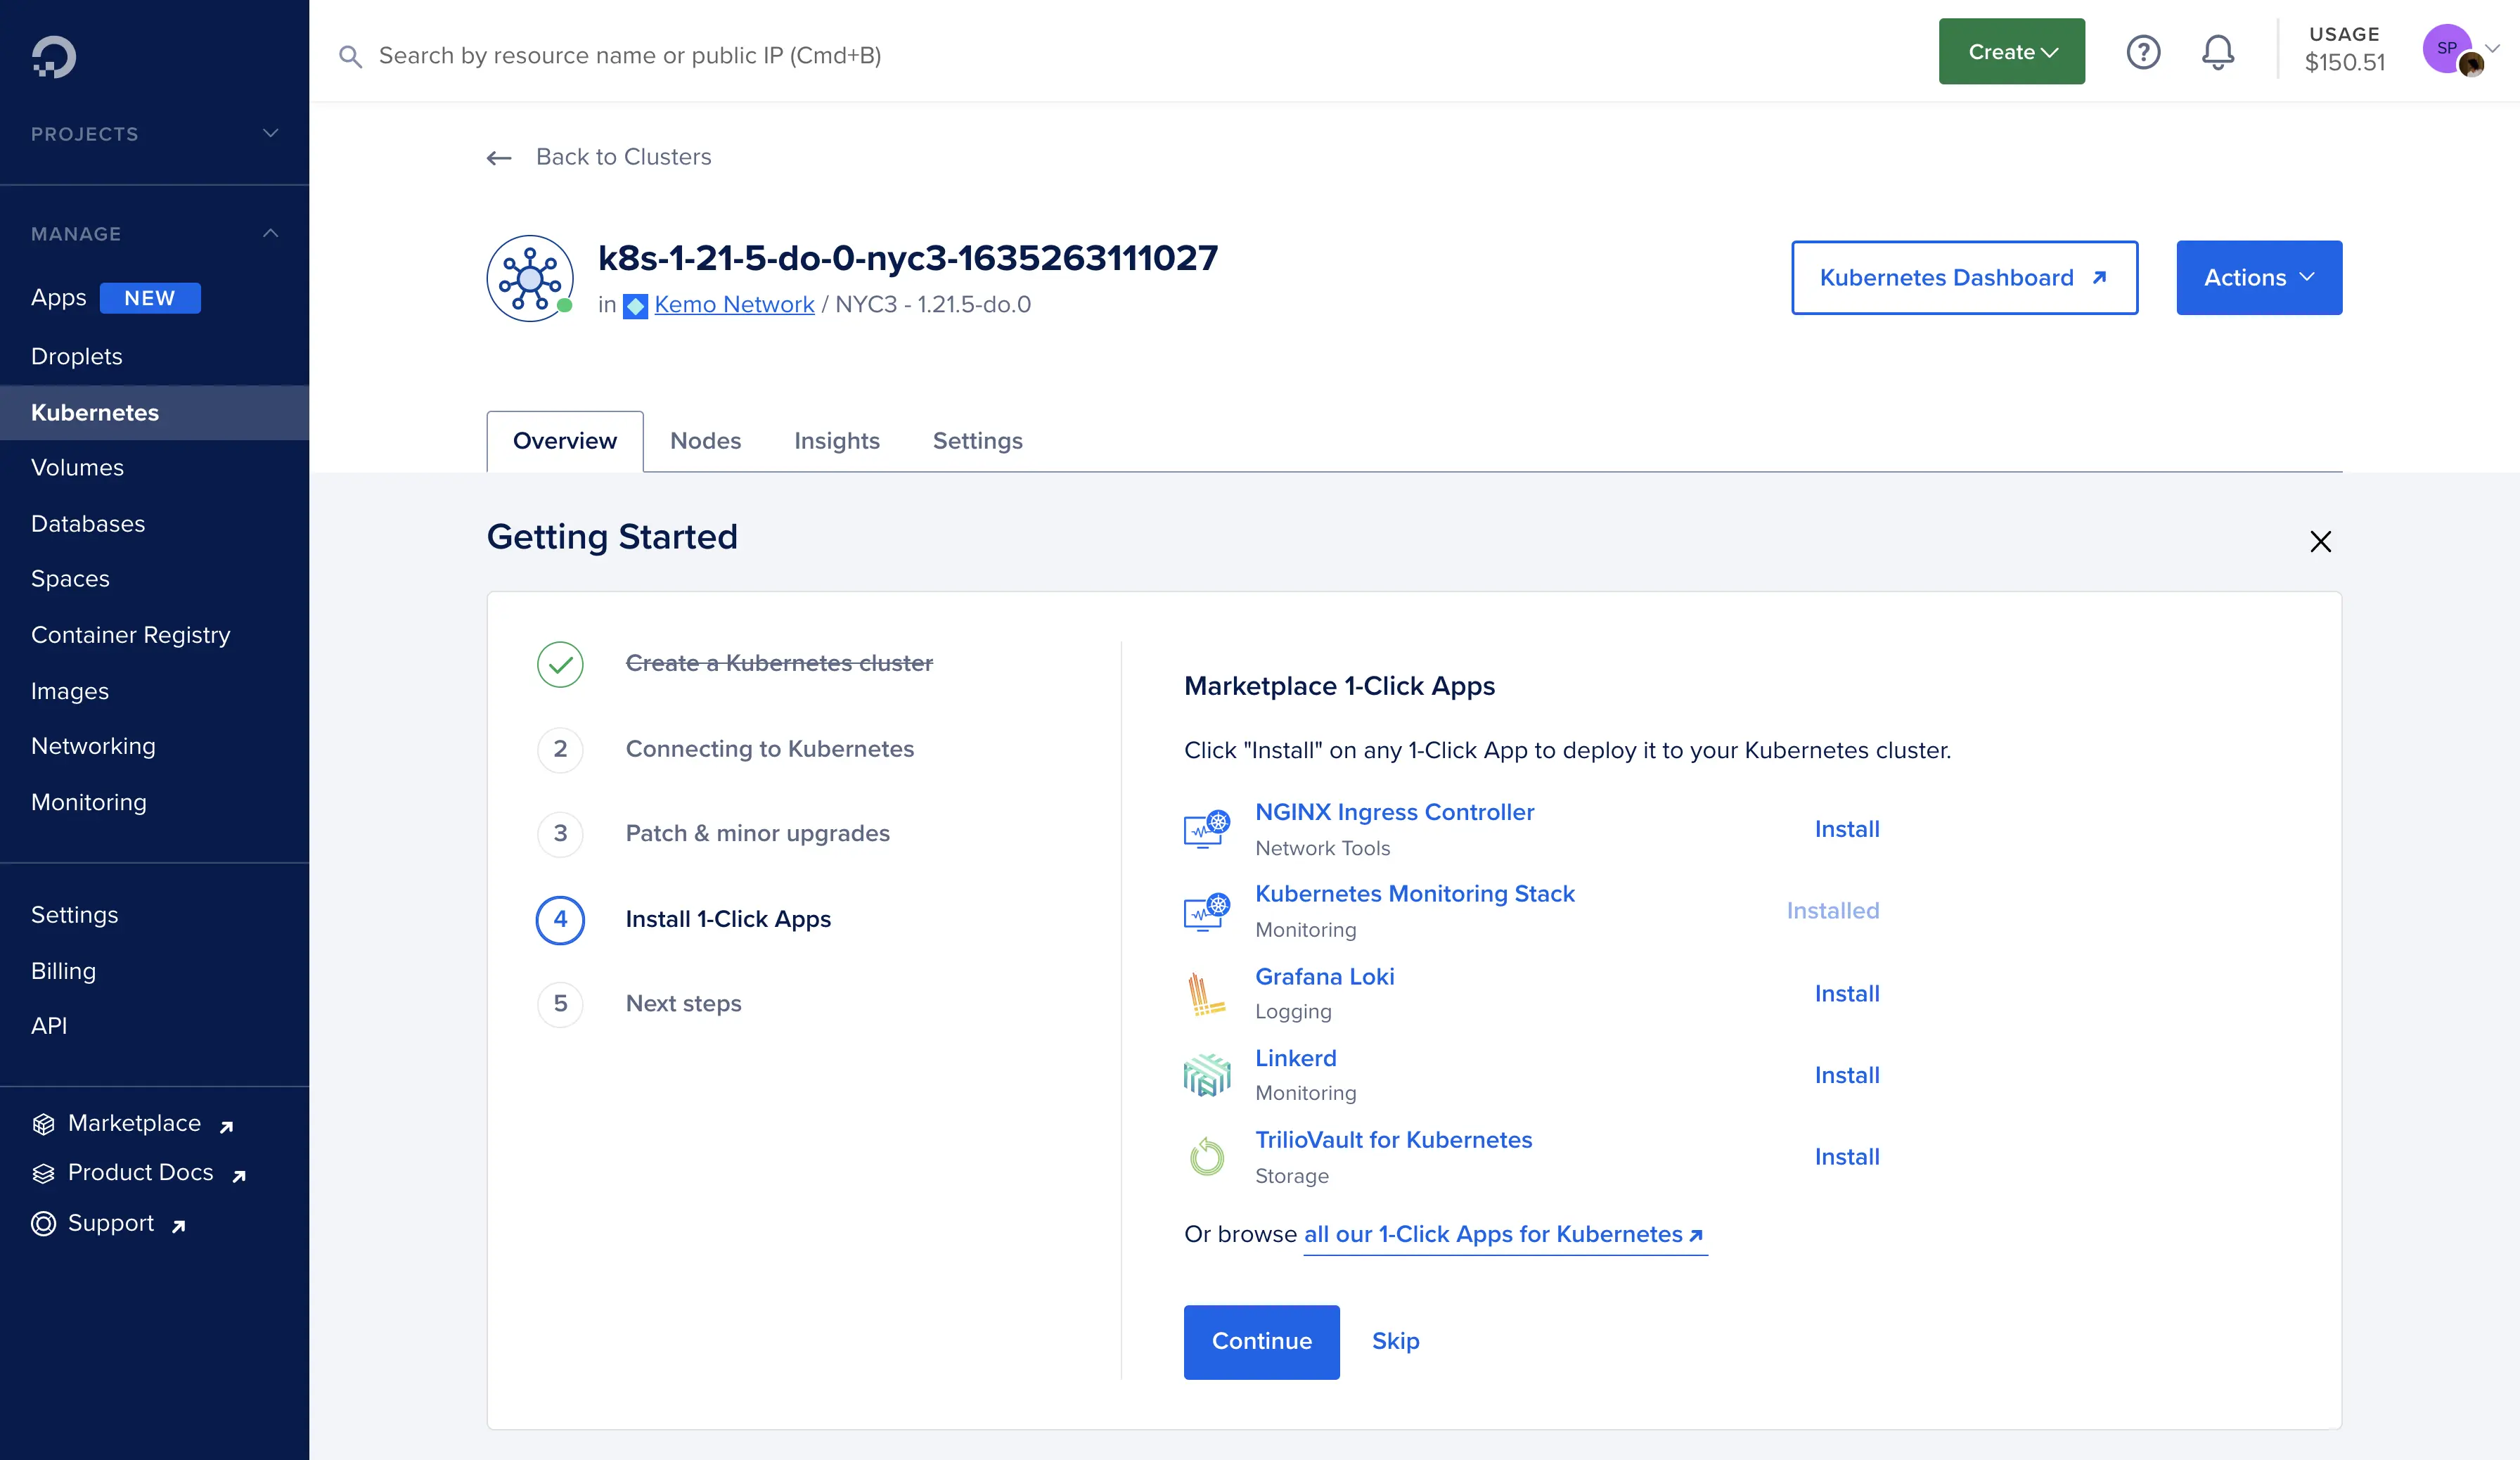 PROJECTS
MANAGE
Apps NEW
Droplets
Kubernetes
Volumes
Databases
Spaces
Container Registry
Images
Networking
Monitoring
Settings
Billing
API
Marketplace
Product Docs
Support
Search by resource name or public IP (Cmd+B)
Create
?
USAGE
$150.51
SP
Back to Clusters
k8s-1-21-5-do-0-nyc3-1635263111027
in Kemo Network / NYC3 - 1.21.5-do.0
Kubernetes Dashboard
Actions
Overview Nodes Insights Settings
Getting Started
Create a Kubernetes cluster
2 Connecting to Kubernetes
3 Patch & minor upgrades
4 Install 1-Click Apps
5 Next steps
Marketplace 1-Click Apps
Click "Install" on any 1-Click App to deploy it to your Kubernetes cluster.
NGINX Ingress Controller
Network Tools
Install
Kubernetes Monitoring Stack
Monitoring
Installed
Grafana Loki
Logging
Install
Linkerd
Monitoring
Install
TrilioVault for Kubernetes
Storage
Install
Or browse all our 1-Click Apps for Kubernetes
Continue Skip